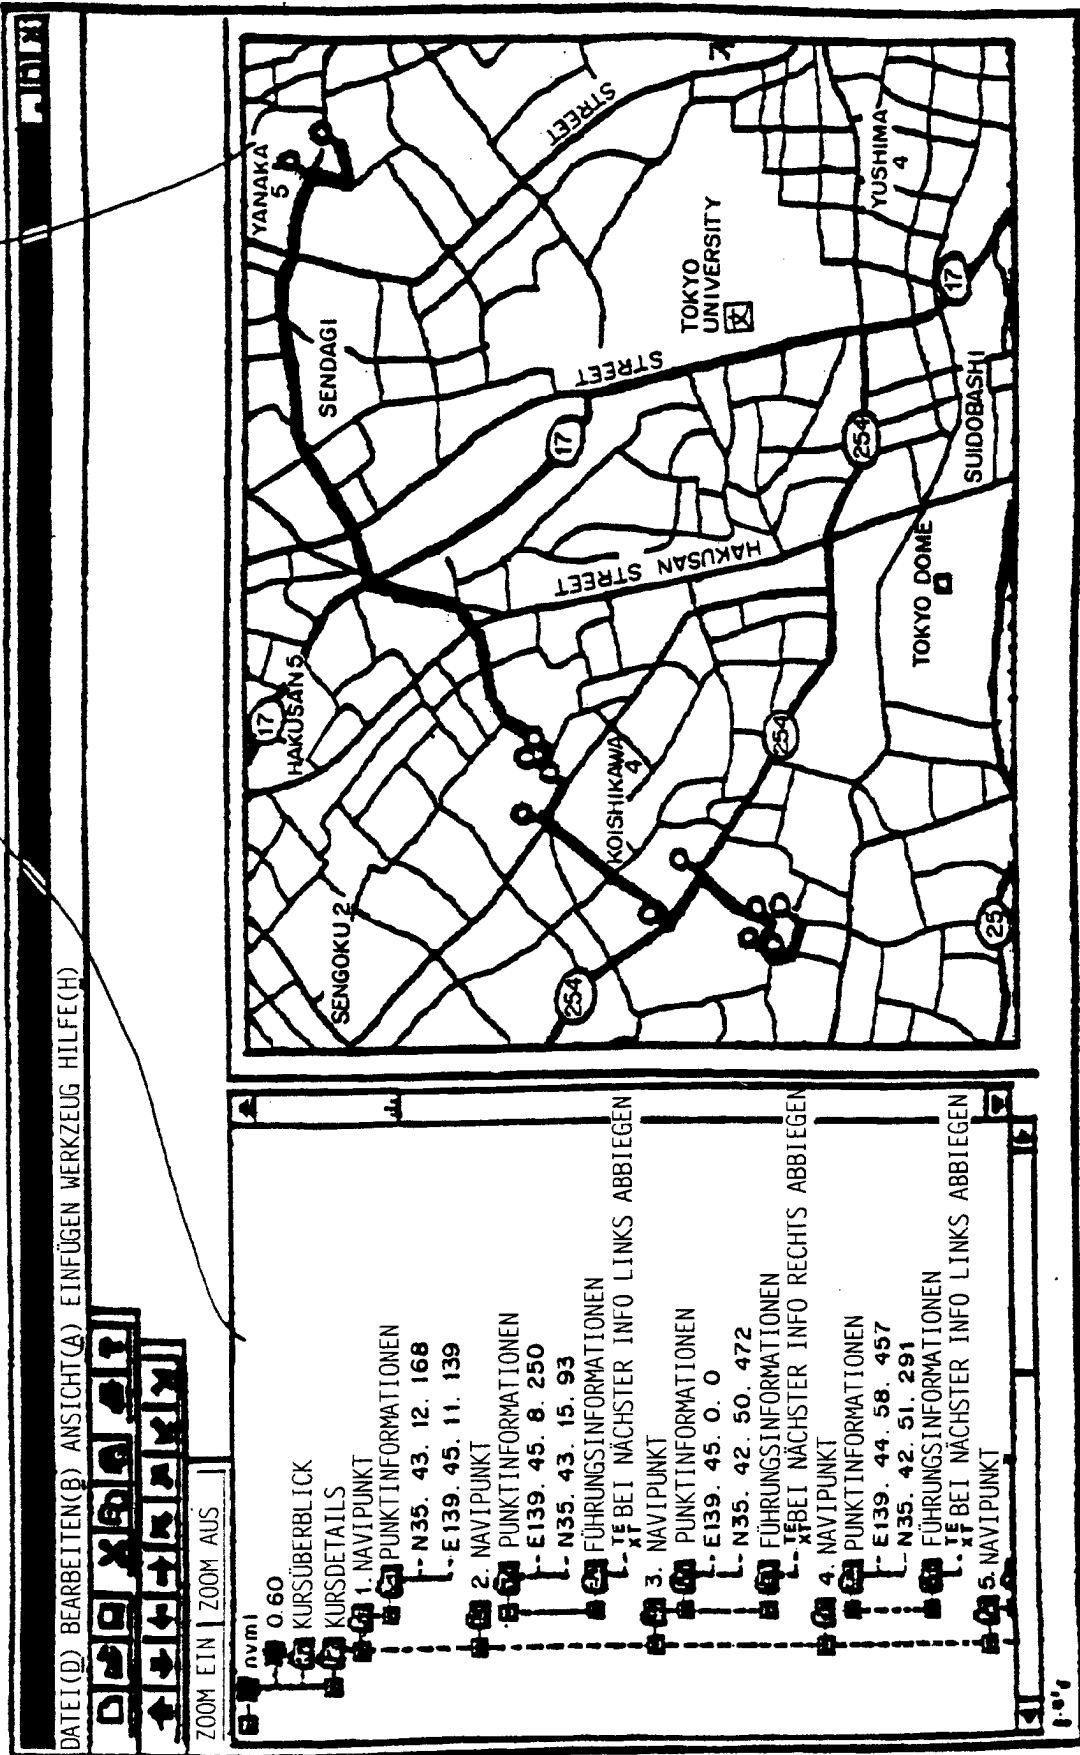 DATEI(D) BEARBEITEN(B) ANSICHT(A) EINFÜGEN WERKZEUG HILFE(H)
ZOOM EIN ZOOM AUS
nvml
0.60
KURSÜBERBLICK
KURSDETAILS
1. NAVIPUNKT
PUNKTINFORMATIONEN
N35. 43. 12. 168
E139. 45. 11. 139
2. NAVIPUNKT
PUNKTINFORMATIONEN
E139. 45. 8. 250
N35. 43. 15. 93
FÜHRUNGSINFORMATIONEN
TEXT BEI NÄCHSTER INFO LINKS ABBIEGEN
3. NAVIPUNKT
PUNKTINFORMATIONEN
E139. 45. 0. 0
N35. 42. 50. 472
FÜHRUNGSINFORMATIONEN
TEXT BEI NÄCHSTER INFO RECHTS ABBIEGEN
4. NAVIPUNKT
PUNKTINFORMATIONEN
E139. 44. 58. 457
N35. 42. 51. 291
FÜHRUNGSINFORMATIONEN
TEXT BEI NÄCHSTER INFO LINKS ABBIEGEN
5. NAVIPUNKT
SENGOKU 2
17
HAKUSAN 5
SENDAGI
YANAKA
5
STREET
254
KOISHIKAWA
4
HAKUSAN STREET
17
STREET
TOKYO
UNIVERSITY
文
254
254
YUSHIMA
4
TOKYO DOME
SUIDOBASHI
17
25